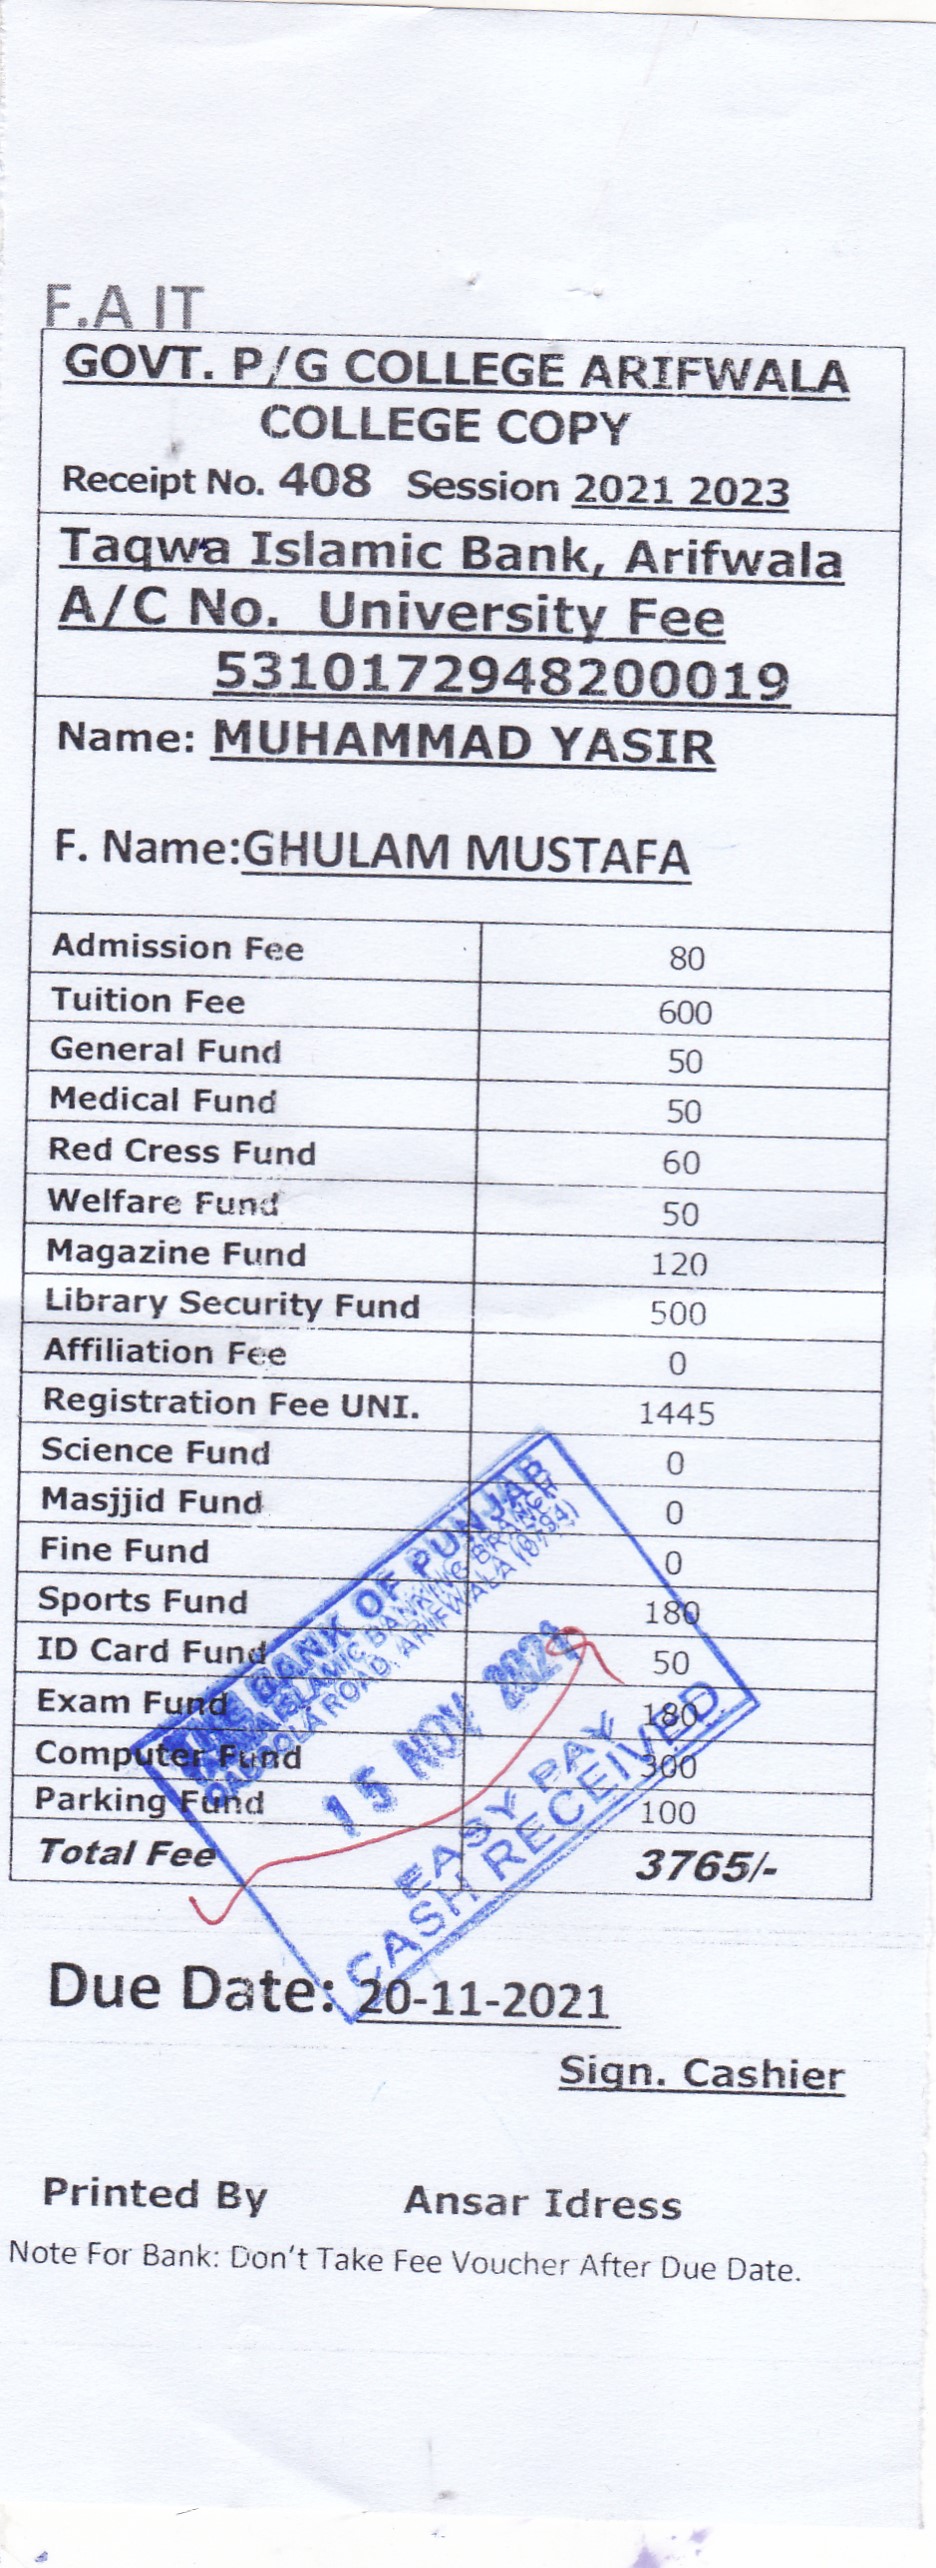 F.A IT
GOVT. P/G COLLEGE ARIFWALA
COLLEGE COPY
Receipt No. 408 Session 2021 2023
Taqwa Islamic Bank, Arifwala
A/C No. University Fee
5310172948200019
Name: MUHAMMAD YASIR
F. Name:GHULAM MUSTAFA
Admission Fee 80
Tuition Fee 600
General Fund 50
Medical Fund 50
Red Cress Fund 60
Welfare Fund 50
Magazine Fund 120
Library Security Fund 500
Affiliation Fee 0
Registration Fee UNI. 1445
Science Fund 0
Masjjid Fund 0
Fine Fund 0
Sports Fund 180
ID Card Fund 50
Exam Fund 180
Computer Fund 300
Parking Fund 100
Total Fee 3765/-
THE BANK OF PUNJAB
ISLAMIC BANKING BRANCH
ROAD, ARIFWALA
15 NOV 2021
EASY PAY
CASH RECEIVED
Due Date: 20-11-2021
Sign. Cashier
Printed By Ansar Idress
Note For Bank: Don't Take Fee Voucher After Due Date.